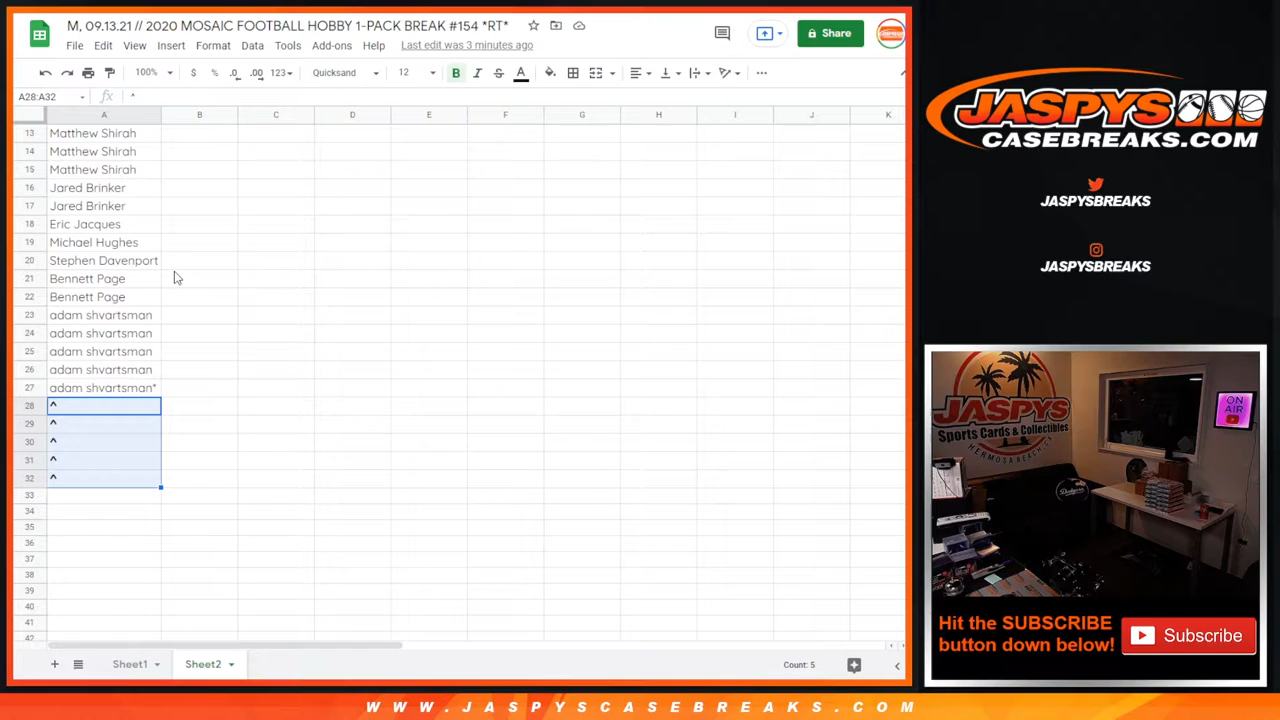 M, 09.13.21 // 2020 MOSAIC FOOTBALL HOBBY 1-PACK BREAK #154 *RT*
File Edit View Insert Format Data Tools Add-ons Help Last edit was 3 minutes ago
Share
100% $ % .0 .00 123 Quicksand 12 B I S A
A28:A32 fx ^
A B C D E F G H I J K
13 Matthew Shirah
14 Matthew Shirah
15 Matthew Shirah
16 Jared Brinker
17 Jared Brinker
18 Eric Jacques
19 Michael Hughes
20 Stephen Davenport
21 Bennett Page
22 Bennett Page
23 adam shvartsman
24 adam shvartsman
25 adam shvartsman
26 adam shvartsman
27 adam shvartsman*
28 ^
29 ^
30 ^
31 ^
32 ^
33
34
35
36
37
38
39
40
41
42
Sheet1 Sheet2 Count: 5
JASPYS
CASEBREAKS.COM
JASPYSBREAKS
JASPYSBREAKS
JASPYS
Sports Cards & Collectibles
HERMOSA BEACH, CA
ON
AIR
Dodgers
Hit the SUBSCRIBE
button down below!
Subscribe
WWW.JASPYSCASEBREAKS.COM